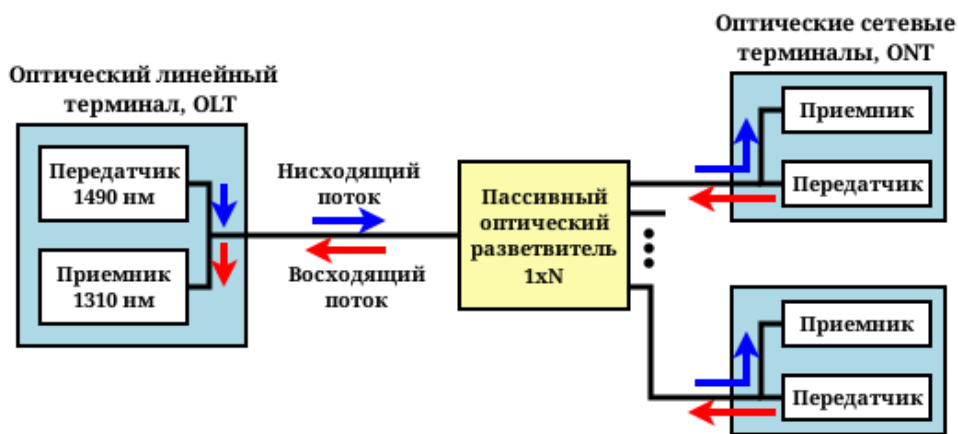 Оптические сетевые
терминалы, ONT
Оптический линейный
терминал, OLT
Передатчик
1490 нм
Приемник
1310 нм
Нисходящий
поток
Восходящий
поток
Пассивный
оптический
разветвитель
1xN
Приемник
Передатчик
Приемник
Передатчик